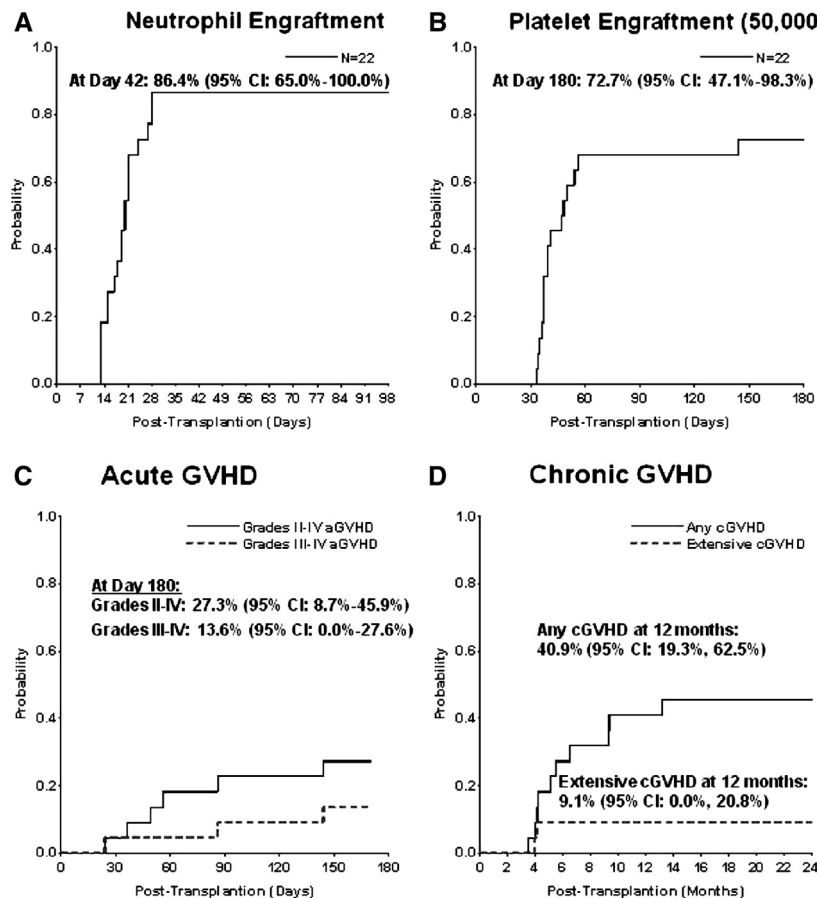 A Neutrophil Engraftment
N=22
At Day 42: 86.4% (95% CI: 65.0%-100.0%)
Probability
1.0
0.8
0.6
0.4
0.2
0.0
0 7 14 21 28 35 42 49 56 63 70 77 84 91 98
Post-Transplantion (Days)
B Platelet Engraftment (50,000
N=22
At Day 180: 72.7% (95% CI: 47.1%-98.3%)
Probability
1.0
0.8
0.6
0.4
0.2
0.0
0 30 60 90 120 150 180
Post-Transplantion (Days)
C Acute GVHD
Grades II-IV aGVHD
Grades III-IV aGVHD
At Day 180:
Grades II-IV: 27.3% (95% CI: 8.7%-45.9%)
Grades III-IV: 13.6% (95% CI: 0.0%-27.6%)
Probability
1.0
0.8
0.6
0.4
0.2
0.0
0 30 60 90 120 150 180
Post-Transplantion (Days)
D Chronic GVHD
Any cGVHD
Extensive cGVHD
Any cGVHD at 12 months:
40.9% (95% CI: 19.3%, 62.5%)
Extensive cGVHD at 12 months:
9.1% (95% CI: 0.0%, 20.8%)
Probability
1.0
0.8
0.6
0.4
0.2
0.0
0 2 4 6 8 10 12 14 16 18 20 22 24
Post-Transplantion (Months)